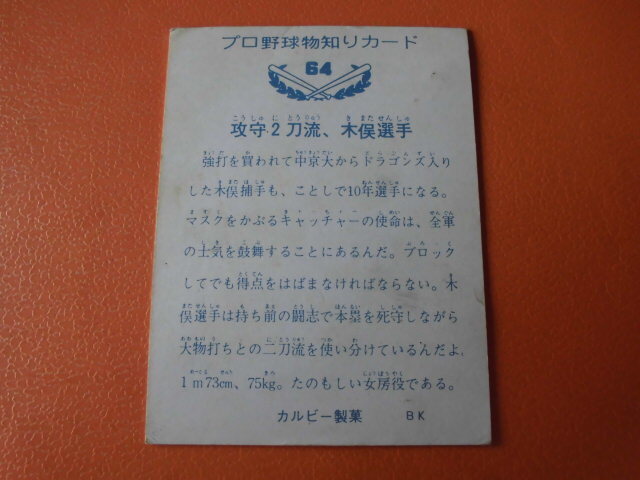 プロ野球物知りカード
64
攻守2刀流、木俣選手
強打を買われて中京大からドラゴンズ入り
した木俣捕手も、ことしで10年選手になる。
マスクをかぶるキャッチャーの使命は、全軍
の士気を鼓舞することにあるんだ。ブロック
してでも得点をはばまなければならない。木
俣選手は持ち前の闘志で本塁を死守しながら
大物打ちとの二刀流を使い分けているんだよ。
1m73cm、75kg。たのもしい女房役である。
カルビー製菓 BK